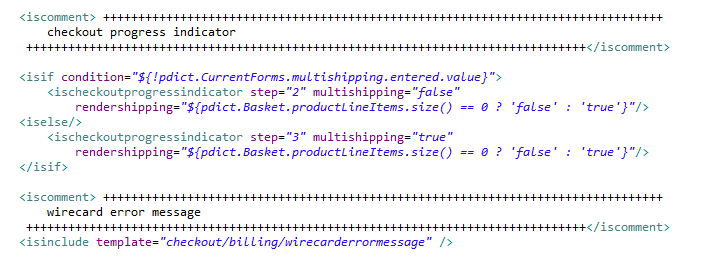 <iscomment> +++++++++++++++++++++++++++++++++++++++++++++++++++++++++++++++++++++++++++++++++
checkout progress indicator
+++++++++++++++++++++++++++++++++++++++++++++++++++++++++++++++++++++++++++++++++</iscomment>
<isif condition="${!pdict.CurrentForms.multishipping.entered.value}">
<ischeckoutprogressindicator step="2" multishipping="false"
rendershipping="${pdict.Basket.productLineItems.size() == 0 ? 'false' : 'true'}"/>
<iselse/>
<ischeckoutprogressindicator step="3" multishipping="true"
rendershipping="${pdict.Basket.productLineItems.size() == 0 ? 'false' : 'true'}"/>
</isif>
<iscomment> +++++++++++++++++++++++++++++++++++++++++++++++++++++++++++++++++++++++++++++++++
wirecard error message
+++++++++++++++++++++++++++++++++++++++++++++++++++++++++++++++++++++++++++++++++</iscomment>
<isinclude template="checkout/billing/wirecarderrormessage" />